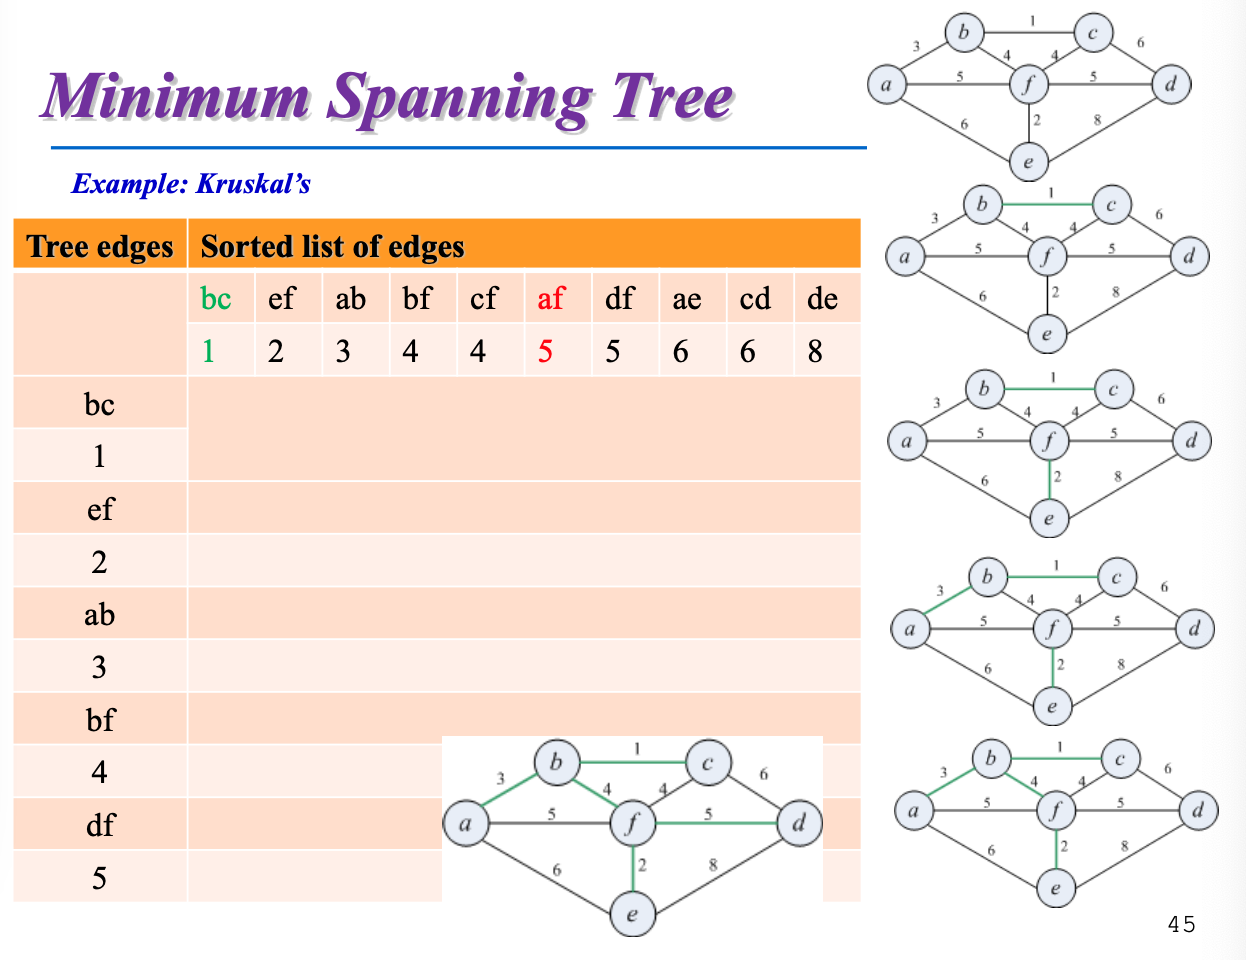 Minimum Spanning Tree
Example: Kruskal's
Tree edges Sorted list of edges
bc ef ab bf cf af df ae cd de
1 2 3 4 4 5 5 6 6 8
bc
1
ef
2
ab
3
bf
4
df
5
b 1 c
3 4 4 6
a 5 f 5 d
6 2 8
e
b 1 c
3 4 4 6
a 5 f 5 d
6 2 8
e
b 1 c
3 4 4 6
a 5 f 5 d
6 2 8
e
b 1 c
3 4 4 6
a 5 f 5 d
6 2 8
e
b 1 c
3 4 4 6
a 5 f 5 d
6 2 8
e
b 1 c
3 4 4 6
a 5 f 5 d
6 2 8
e
45